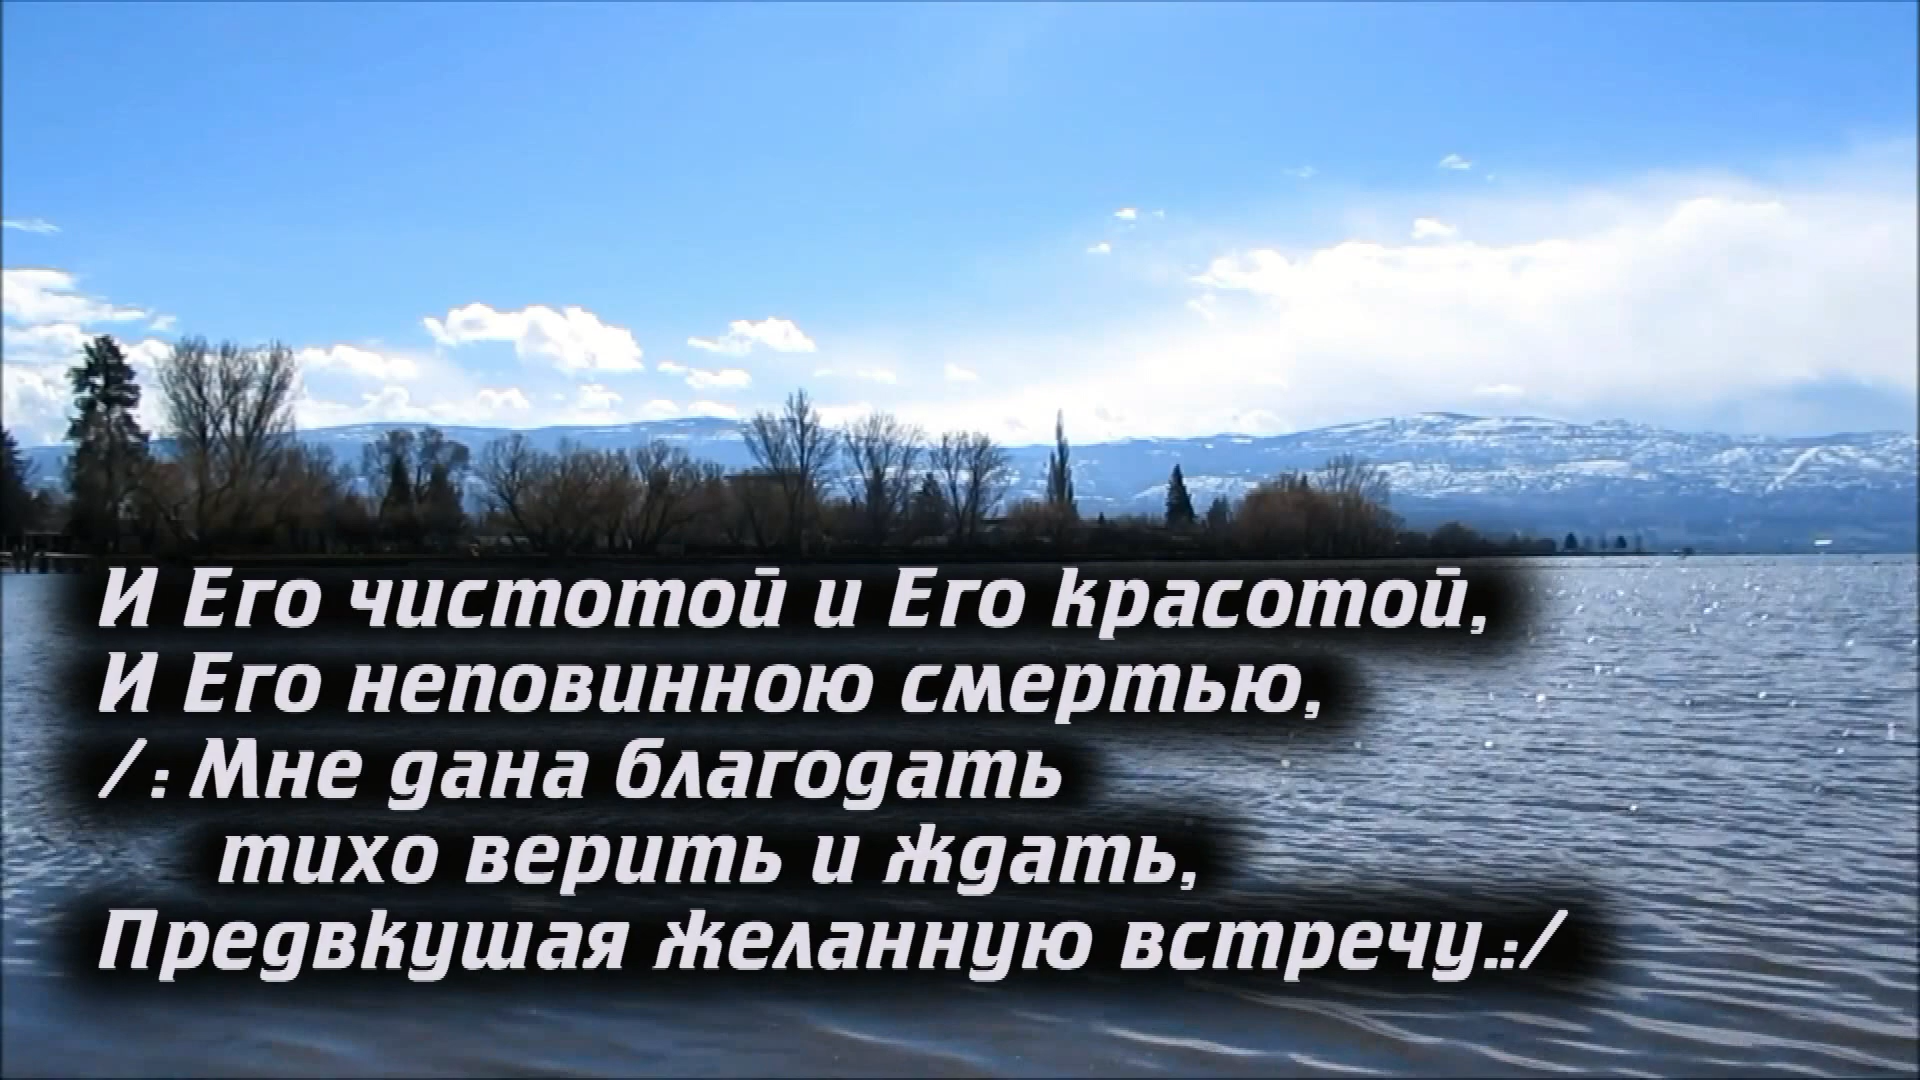 И Его чистотой и Его красотой,
И Его неповинною смертью,
/: Мне дана благодать
тихо верить и ждать,
Предвкушая желанную встречу.:/